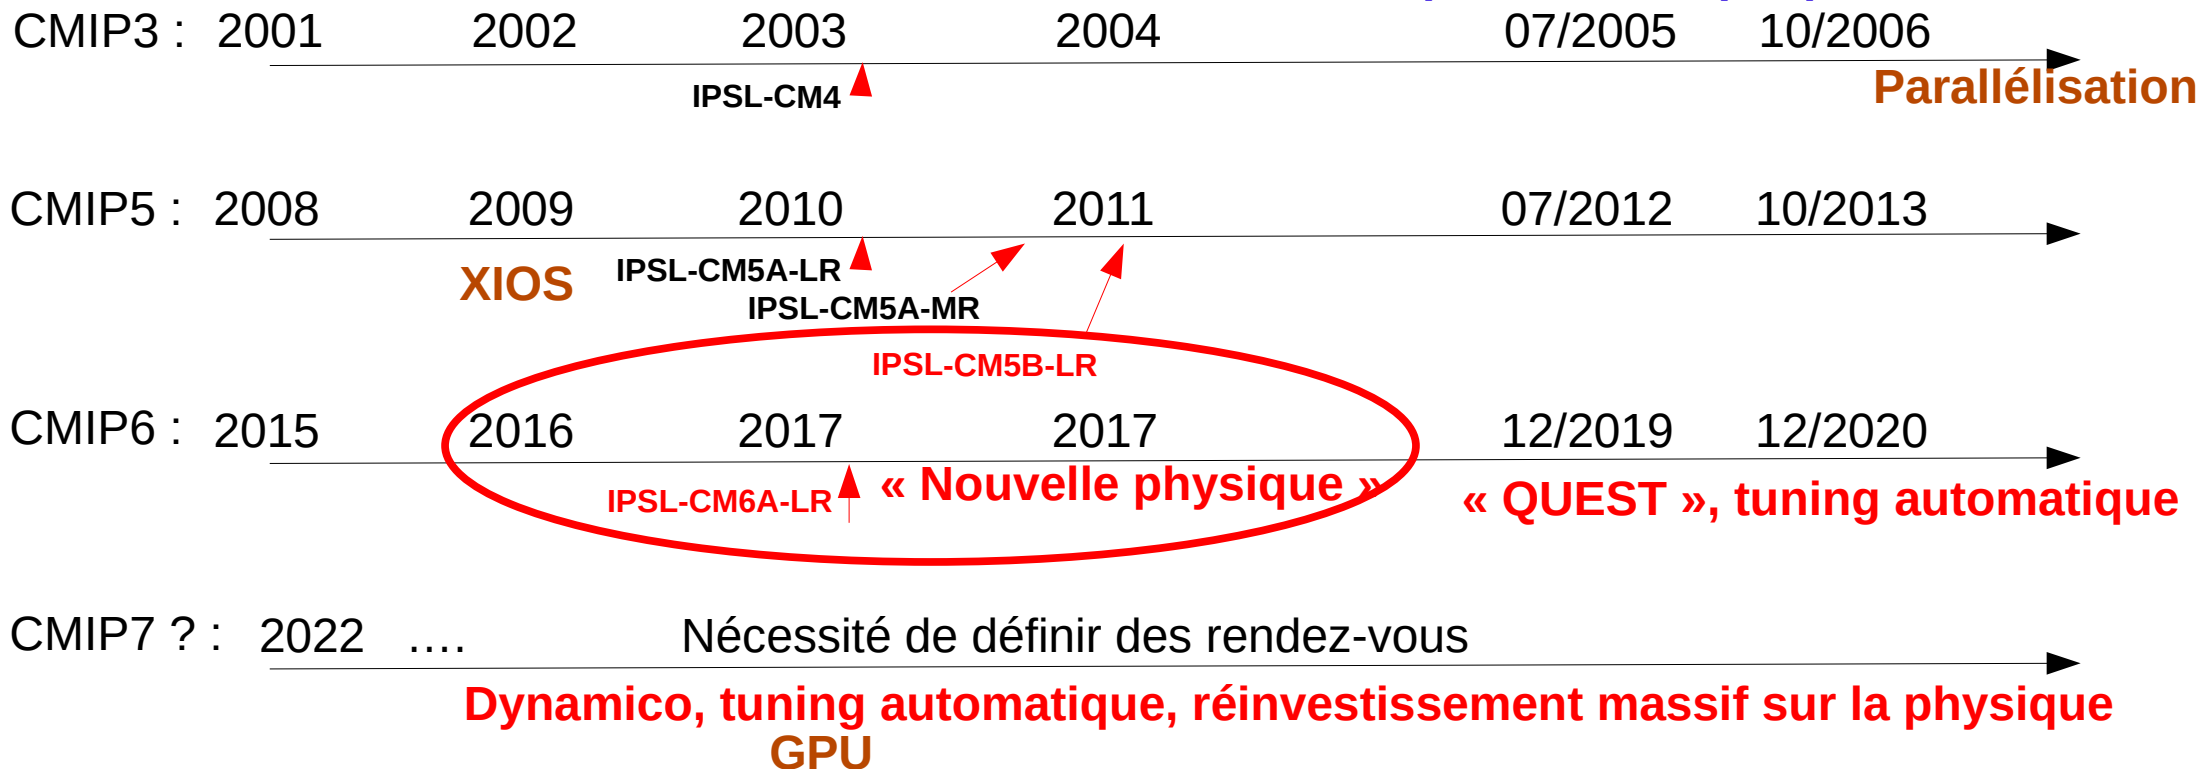 CMIP3 : 2001 2002 2003 2004 07/2005 10/2006
IPSL-CM4
Parallélisation
CMIP5 : 2008 2009 2010 2011 07/2012 10/2013
XIOS
IPSL-CM5A-LR
IPSL-CM5A-MR
IPSL-CM5B-LR
CMIP6 : 2015 2016 2017 2017 12/2019 12/2020
IPSL-CM6A-LR
« Nouvelle physique »
« QUEST », tuning automatique
CMIP7 ? : 2022 .... Nécessité de définir des rendez-vous
Dynamico, tuning automatique, réinvestissement massif sur la physique
GPU